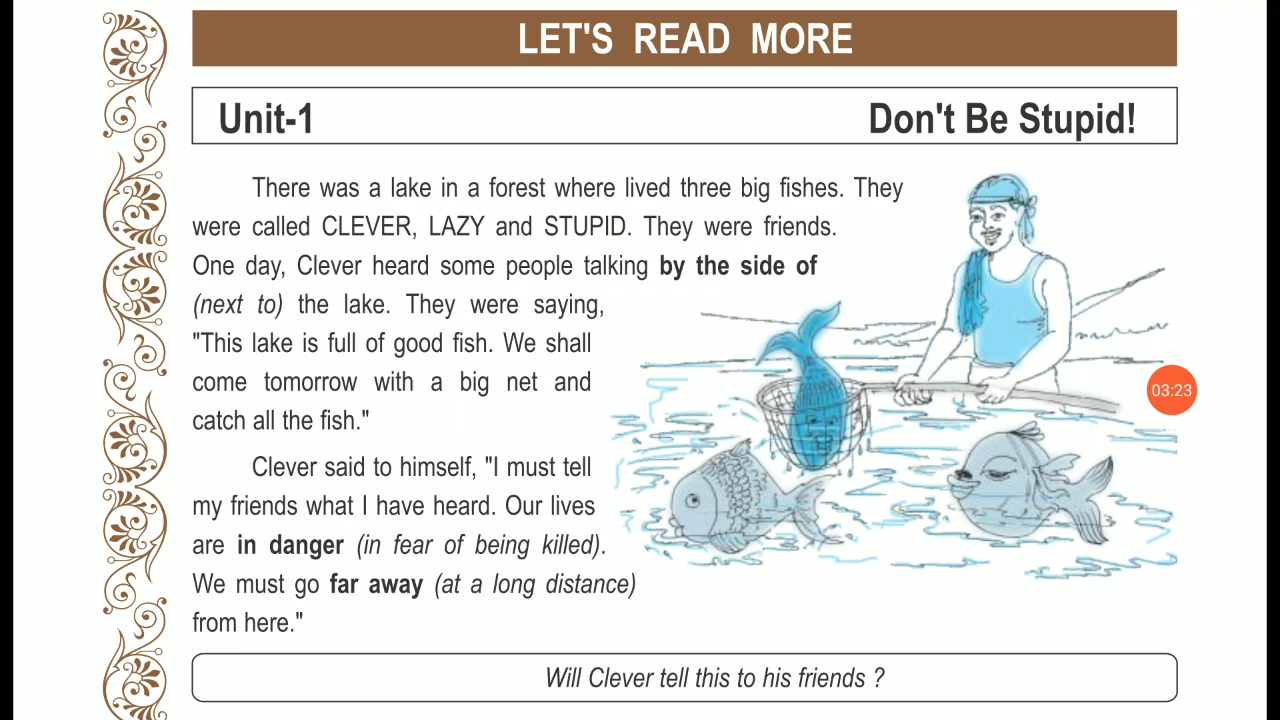 LET'S READ MORE
Unit-1 Don't Be Stupid!
There was a lake in a forest where lived three big fishes. They
were called CLEVER, LAZY and STUPID. They were friends.
One day, Clever heard some people talking by the side of
(next to) the lake. They were saying,
"This lake is full of good fish. We shall
come tomorrow with a big net and
catch all the fish."
Clever said to himself, "I must tell
my friends what I have heard. Our lives
are in danger (in fear of being killed).
We must go far away (at a long distance)
from here."
03:23
Will Clever tell this to his friends ?